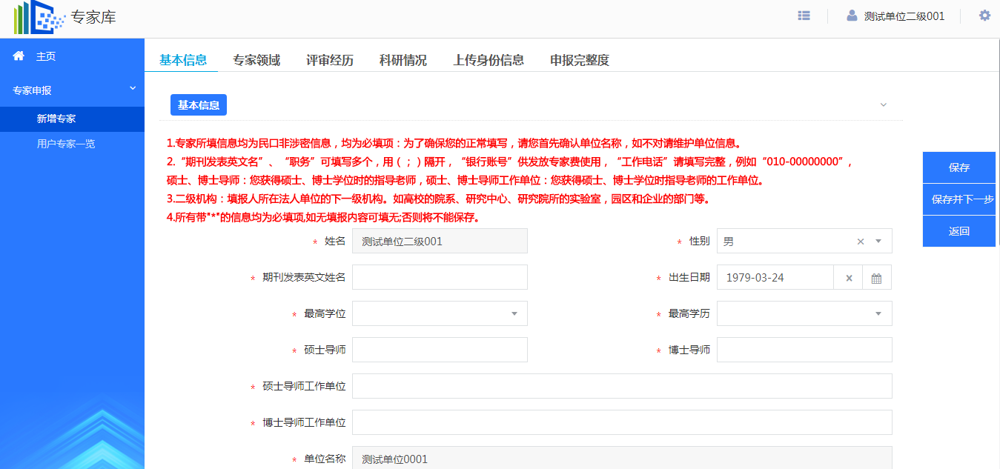 专家库
测试单位二级001
主页
专家申报
新增专家
用户专家一览
基本信息 专家领域 评审经历 科研情况 上传身份信息 申报完整度
基本信息
1.专家所填信息均为民口非涉密信息，均为必填项：为了确保您的正常填写，请您首先确认单位名称，如不对请维护单位信息。
2.“期刊发表英文名”、“职务”可填写多个，用（；）隔开，“银行账号”供发放专家费使用，“工作电话”请填写完整，例如“010-00000000”，
硕士、博士导师：您获得硕士、博士学位时的指导老师，硕士、博士导师工作单位：您获得硕士、博士学位时指导老师的工作单位。
3.二级机构：填报人所在法人单位的下一级机构。如高校的院系、研究中心、研究院所的实验室，园区和企业的部门等。
4.所有带"*"的信息均为必填项,如无填报内容可填无;否则将不能保存。
* 姓名 测试单位二级001 * 性别 男
* 期刊发表英文姓名 * 出生日期 1979-03-24
* 最高学位 * 最高学历
* 硕士导师 * 博士导师
* 硕士导师工作单位
* 博士导师工作单位
* 单位名称 测试单位0001
保存
保存并下一步
返回